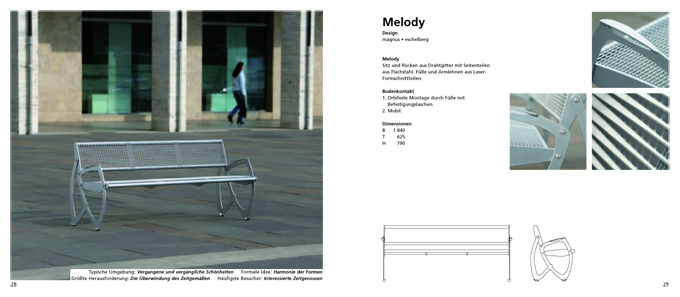 Typische Umgebung: Vergangene und vergängliche Schönheiten Formale Idee: Harmonie der Formen
Größte Herausforderung: Die Überwindung des Zeitgemäßen Häufigste Besucher: Interessierte Zeitgenossen
28
Melody
Design
magnus • eschelberg
Melody
Sitz und Rücken aus Drahtgitter mit Seitenteilen
aus Flachstahl. Füße und Armlehnen aus Laser-
Formschnittteilen.
Bodenkontakt
1. Ortsfeste Montage durch Füße mit
Befestigungslaschen.
2. Mobil.
Dimensionen
B 1.840
T 625
H 790
29